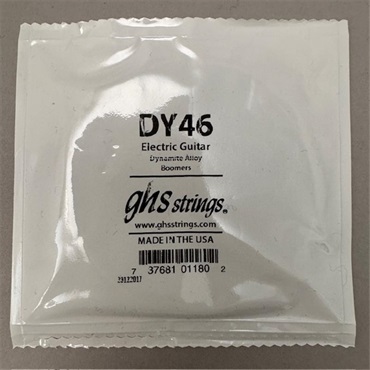 DY46
Electric Guitar
Dynamite Alloy
Boomers
ghs strings®
www.ghsstrings.com
MADE IN THE USA
7 37681 01180 2